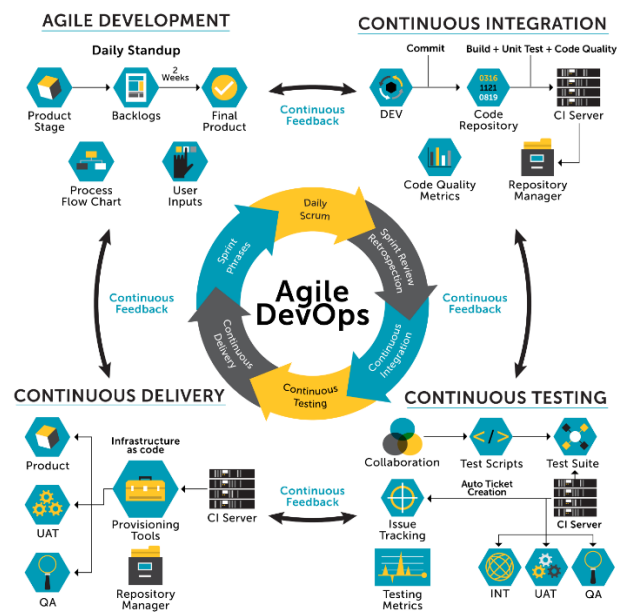 AGILE DEVELOPMENT
Daily Standup
2
Weeks
Product
Stage
Backlogs
Final
Product
Process
Flow Chart
User
Inputs
Continuous
Feedback
CONTINUOUS INTEGRATION
Commit
Build + Unit Test + Code Quality
0316
1121
0819
DEV
Code
Repository
CI Server
Code Quality
Metrics
Repository
Manager
Continuous
Feedback
Continuous
Feedback
Daily
Scrum
Sprint Review
Retrospection
Continuous
Integration
Continuous
Testing
Continuous
Delivery
Sprint
Phrases
Agile
DevOps
CONTINUOUS DELIVERY
Infrastructure
as code
Product
UAT
QA
Provisioning
Tools
CI Server
Repository
Manager
Continuous
Feedback
CONTINUOUS TESTING
Collaboration
</>
Test Scripts
Test Suite
Auto Ticket
Creation
Issue
Tracking
CI Server
Testing
Metrics
INT
UAT
QA